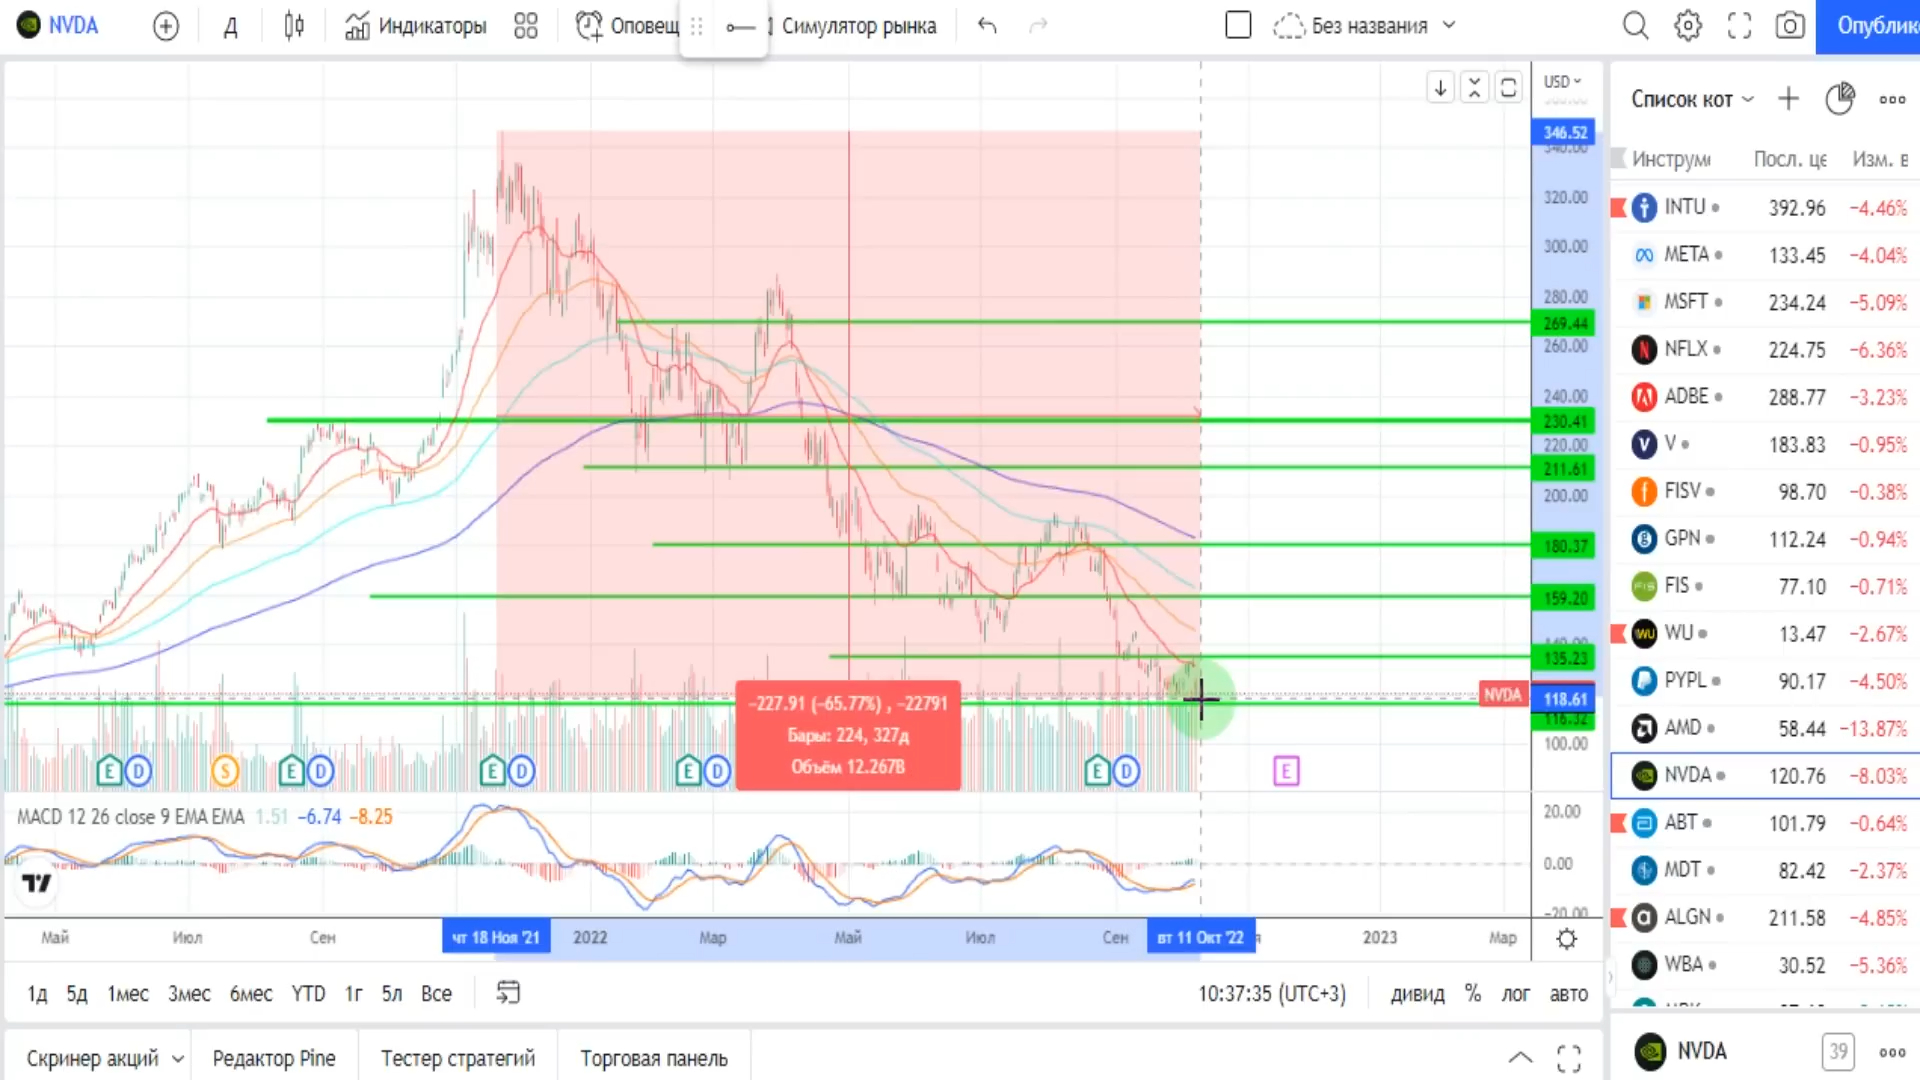 NVDA
Д
Индикаторы
Оповещ
Симулятор рынка
Без названия
Опублик
USD
346.52
340.00
320.00
300.00
280.00
269.44
260.00
240.00
230.41
220.00
211.61
200.00
180.37
159.20
140.00
135.23
NVDA
118.61
116.32
100.00
-227.91 (-65.77%) , -22791
Бары: 224, 327д
Объём 12.267B
E D S E D E D E D E D E
MACD 12 26 close 9 EMA EMA 1.51 -6.74 -8.25
20.00
0.00
-20.00
Май Июл Сен чт 18 Ноя '21 2022 Мар Май Июл Сен вт 11 Окт '22 я 2023 Мар
1д 5д 1мес 3мес 6мес YTD 1г 5л Все
10:37:35 (UTC+3) дивид % лог авто
Скринер акций Редактор Pine Тестер стратегий Торговая панель
Список кот
Инструм Посл. це Изм. в
INTU 392.96 -4.46%
META 133.45 -4.04%
MSFT 234.24 -5.09%
NFLX 224.75 -6.36%
ADBE 288.77 -3.23%
V 183.83 -0.95%
FISV 98.70 -0.38%
GPN 112.24 -0.94%
FIS 77.10 -0.71%
WU 13.47 -2.67%
PYPL 90.17 -4.50%
AMD 58.44 -13.87%
NVDA 120.76 -8.03%
ABT 101.79 -0.64%
MDT 82.42 -2.37%
ALGN 211.58 -4.85%
WBA 30.52 -5.36%
NVDA 39